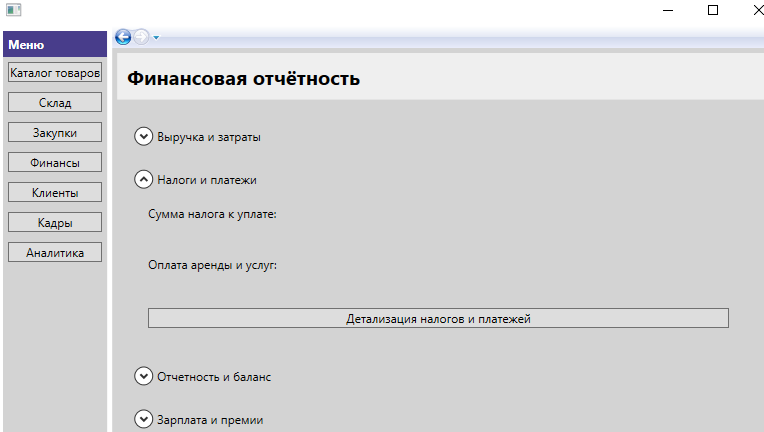 Меню
Каталог товаров
Склад
Закупки
Финансы
Клиенты
Кадры
Аналитика
Финансовая отчётность
Выручка и затраты
Налоги и платежи
Сумма налога к уплате:
Оплата аренды и услуг:
Детализация налогов и платежей
Отчетность и баланс
Зарплата и премии